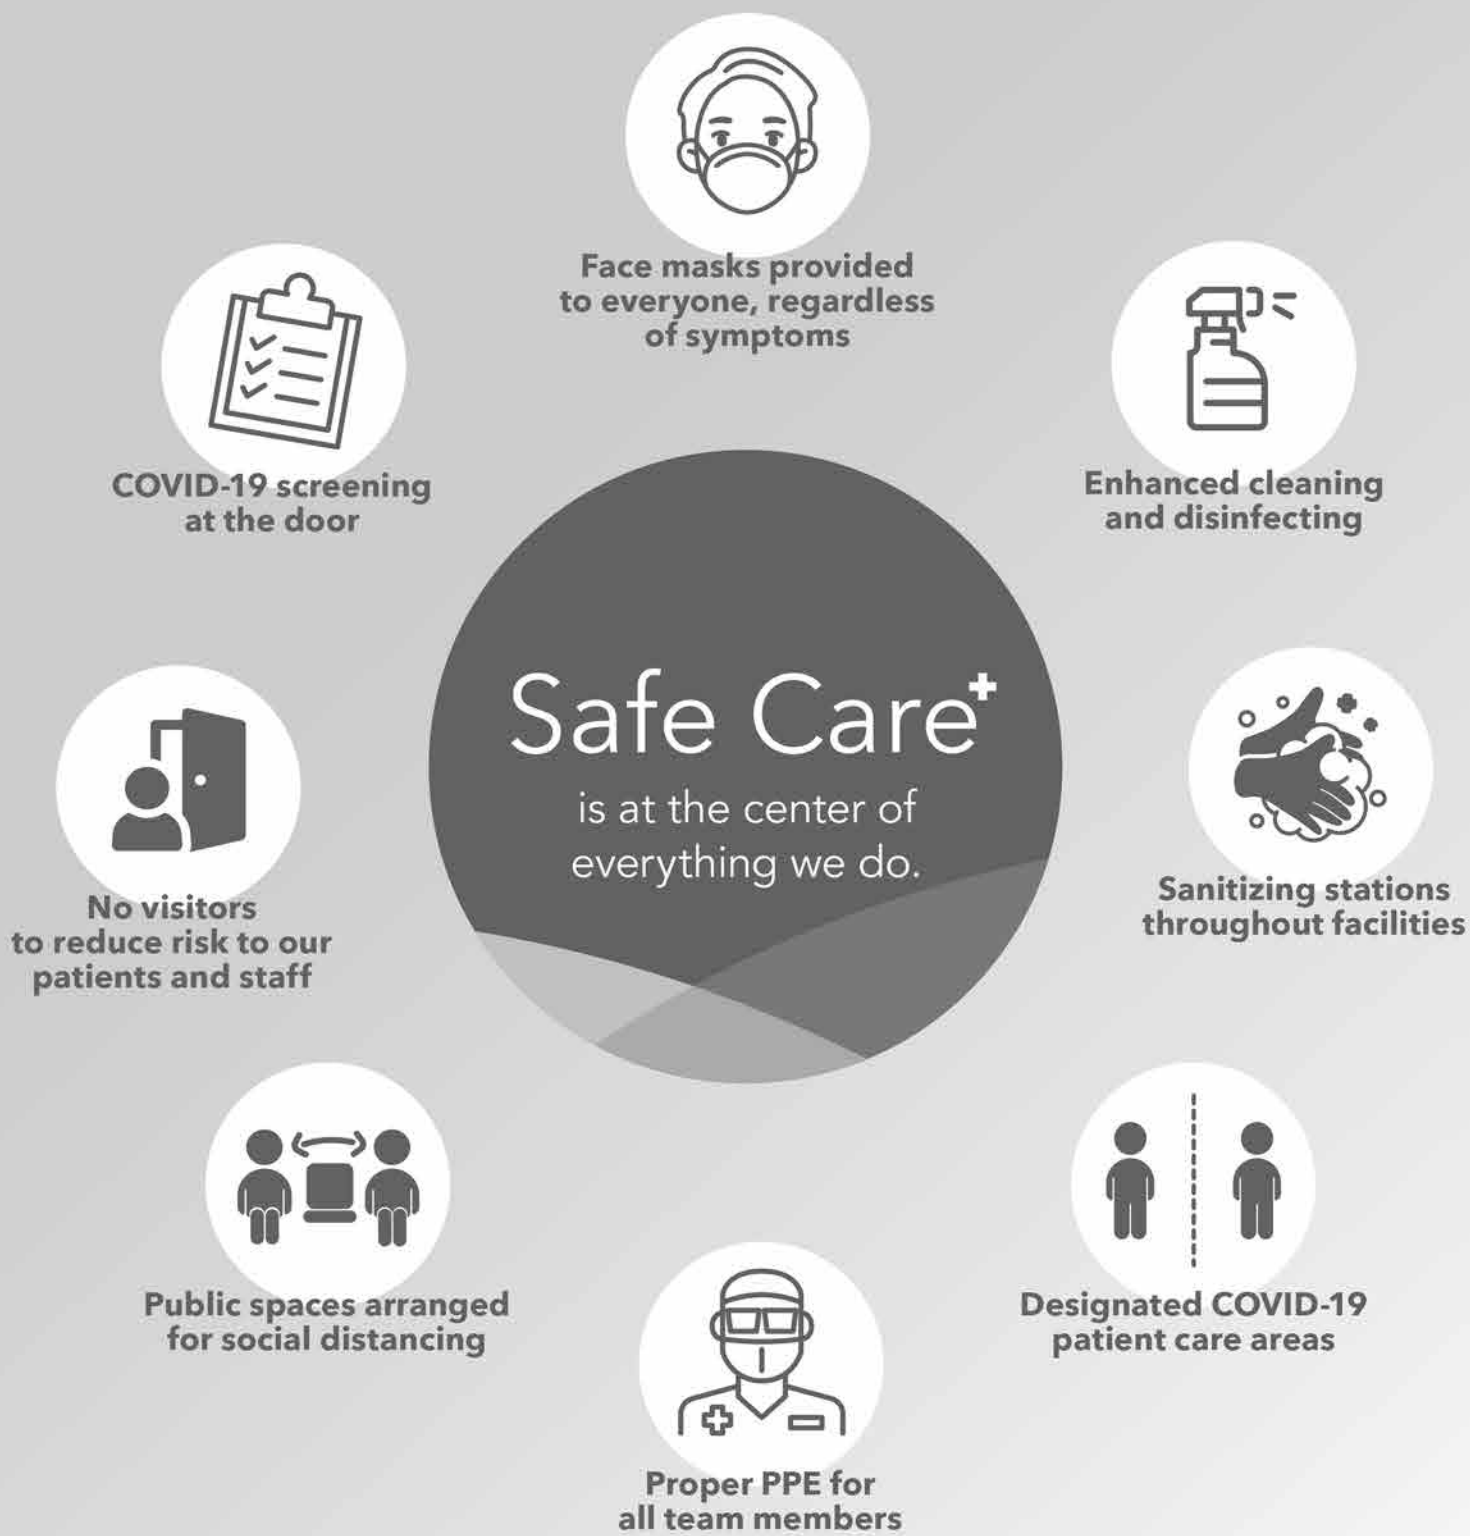 Face masks provided
to everyone, regardless
of symptoms
COVID-19 screening
at the door
Enhanced cleaning
and disinfecting
Safe Care+
is at the center of
everything we do.
No visitors
to reduce risk to our
patients and staff
Sanitizing stations
throughout facilities
Public spaces arranged
for social distancing
Designated COVID-19
patient care areas
Proper PPE for
all team members